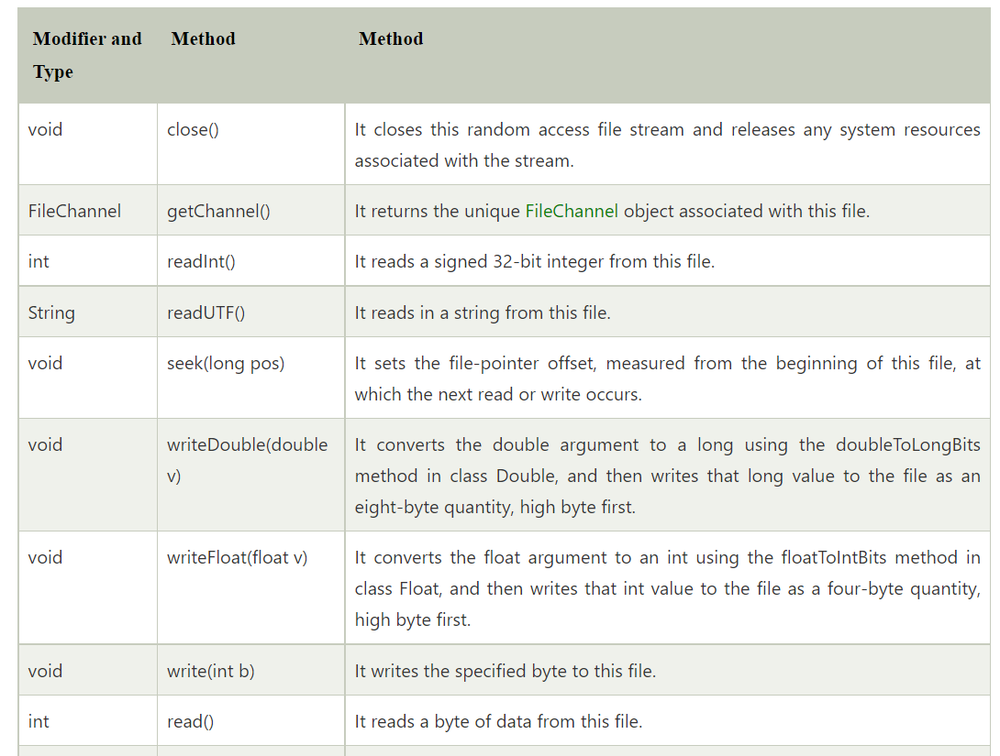 Modifier and Method Method
Type
void close() It closes this random access file stream and releases any system resources
associated with the stream.
FileChannel getChannel() It returns the unique FileChannel object associated with this file.
int readInt() It reads a signed 32-bit integer from this file.
String readUTF() It reads in a string from this file.
void seek(long pos) It sets the file-pointer offset, measured from the beginning of this file, at
which the next read or write occurs.
void writeDouble(double It converts the double argument to a long using the doubleToLongBits
v) method in class Double, and then writes that long value to the file as an
eight-byte quantity, high byte first.
void writeFloat(float v) It converts the float argument to an int using the floatToIntBits method in
class Float, and then writes that int value to the file as a four-byte quantity,
high byte first.
void write(int b) It writes the specified byte to this file.
int read() It reads a byte of data from this file.